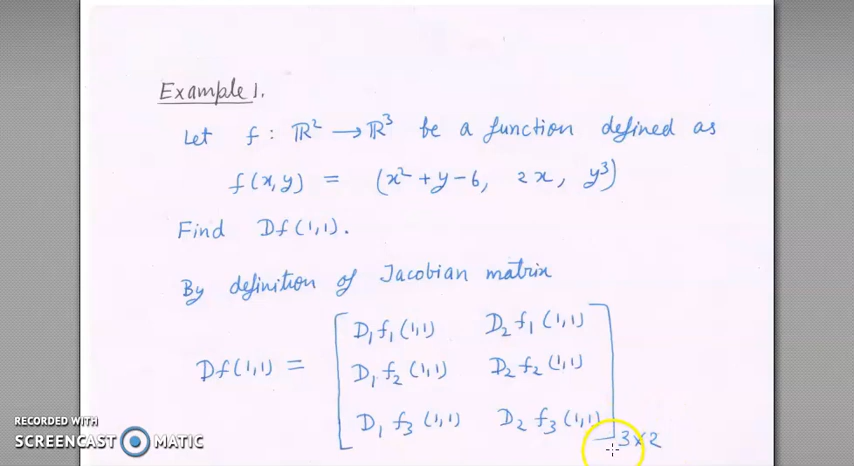 Example 1.
Let f : ℝ² → ℝ³ be a function defined as
f(x,y) = (x² + y - 6, 2x, y³)
Find Df(1,1).
By definition of Jacobian matrix
Df(1,1) = [ D₁f₁(1,1) D₂f₁(1,1)
D₁f₂(1,1) D₂f₂(1,1)
D₁f₃(1,1) D₂f₃(1,1) ]₃ₓ₂
RECORDED WITH
SCREENCAST MATIC